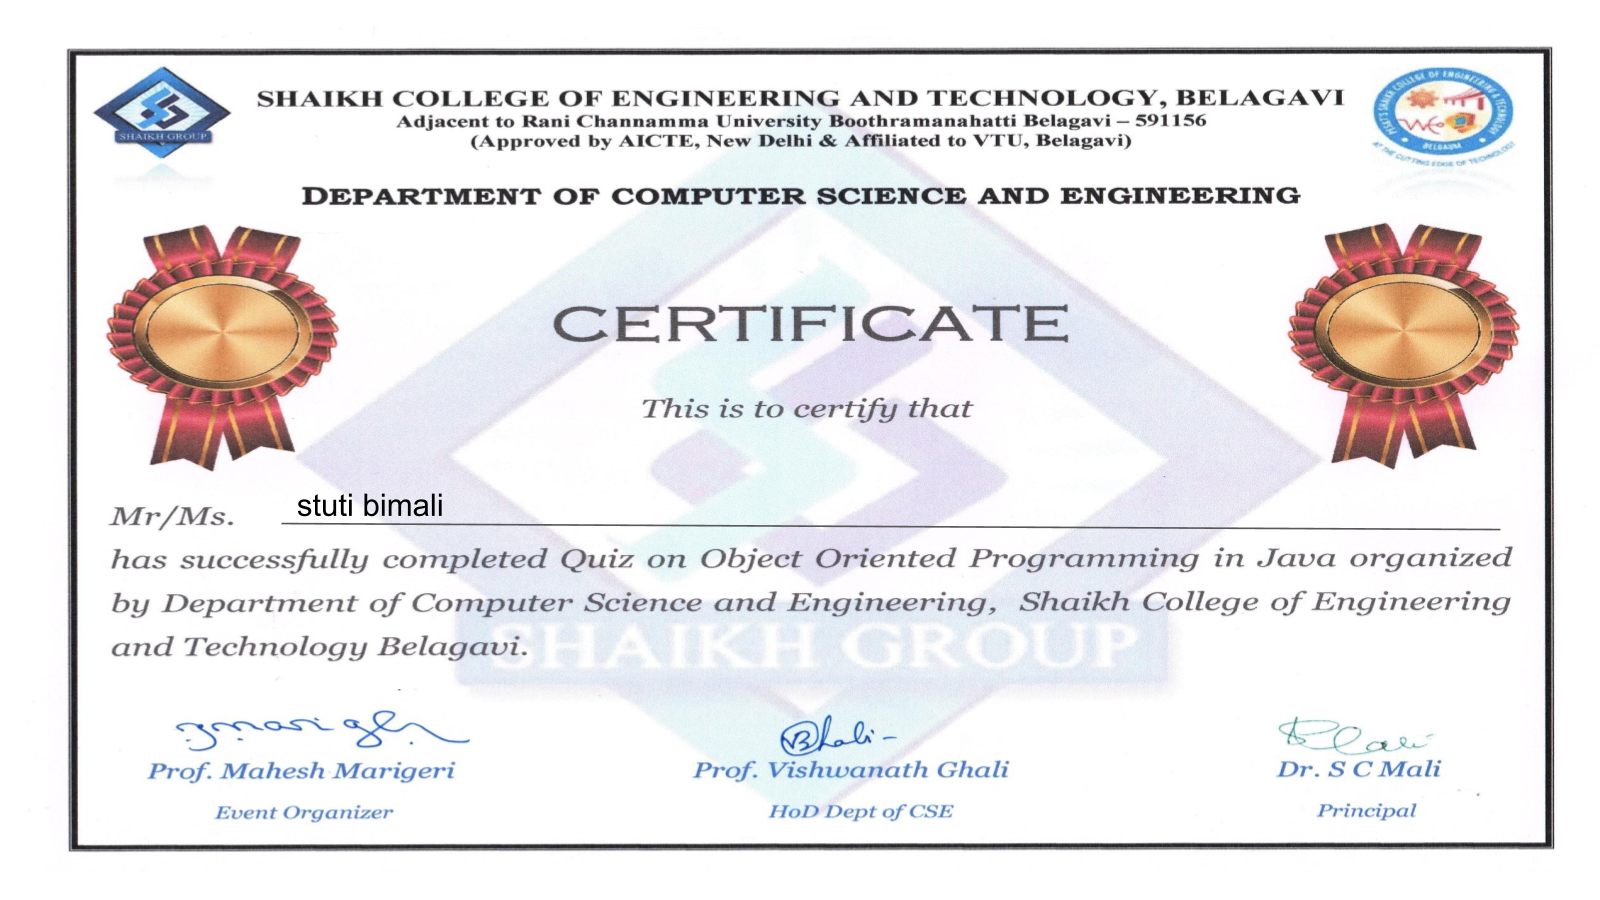 SHAIKH COLLEGE OF ENGINEERING AND TECHNOLOGY, BELAGAVI
Adjacent to Rani Channamma University Boothramanahatti Belagavi – 591156
(Approved by AICTE, New Delhi & Affiliated to VTU, Belagavi)
SHAIKH GROUP
DEPARTMENT OF COMPUTER SCIENCE AND ENGINEERING
CERTIFICATE
This is to certify that
Mr/Ms. stuti bimali
has successfully completed Quiz on Object Oriented Programming in Java organized
by Department of Computer Science and Engineering, Shaikh College of Engineering
and Technology Belagavi.
SHAIKH GROUP
Prof. Mahesh Marigeri
Prof. Vishwanath Ghali
Dr. S C Mali
Event Organizer
HoD Dept of CSE
Principal